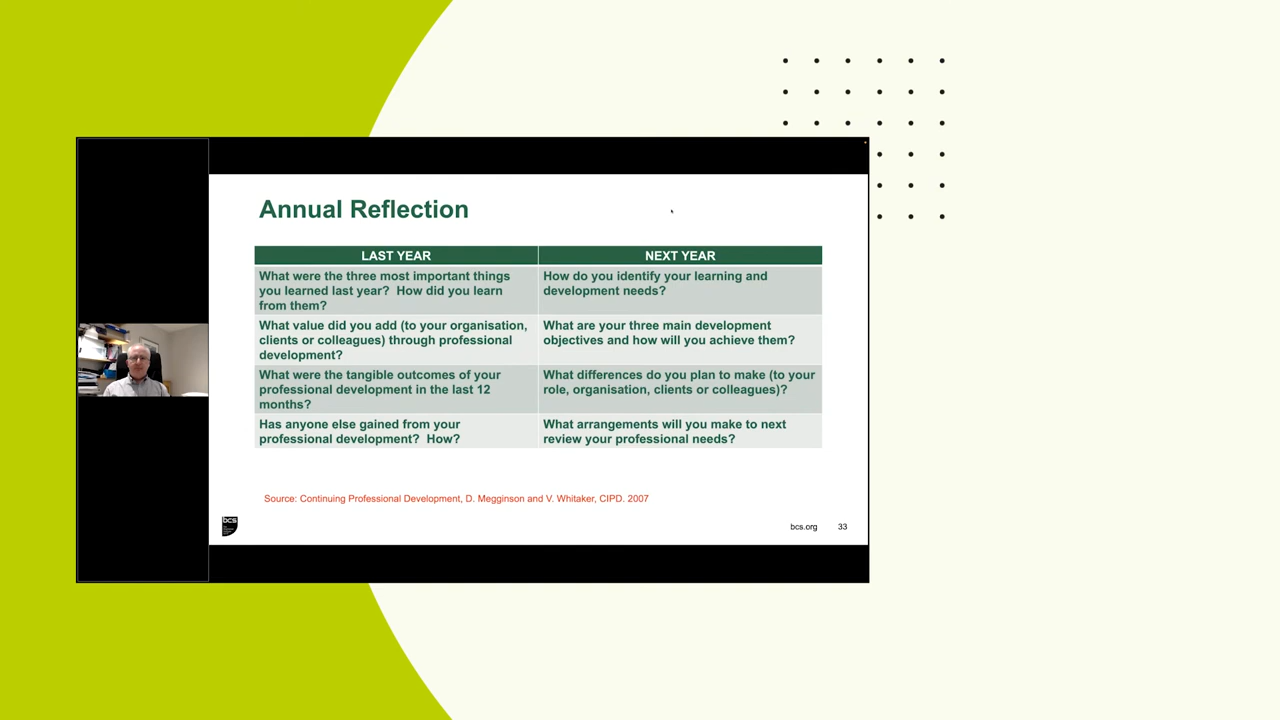 Annual Reflection
LAST YEAR
NEXT YEAR
What were the three most important things
you learned last year? How did you learn
from them?
How do you identify your learning and
development needs?
What value did you add (to your organisation,
clients or colleagues) through professional
development?
What are your three main development
objectives and how will you achieve them?
What were the tangible outcomes of your
professional development in the last 12
months?
What differences do you plan to make (to your
role, organisation, clients or colleagues)?
Has anyone else gained from your
professional development? How?
What arrangements will you make to next
review your professional needs?
Source: Continuing Professional Development, D. Megginson and V. Whitaker, CIPD. 2007
bcs
bcs.org
33